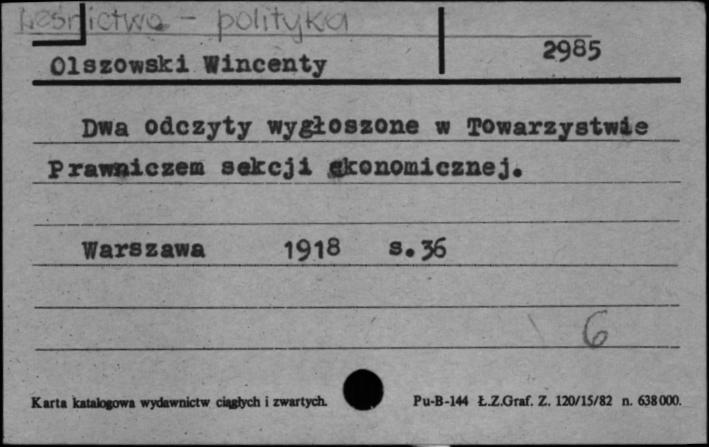 Leśnictwo - polityka
Olszowski Wincenty 2985
Dwa odczyty wygłoszone w Towarzystwie
Prawniczem sekcji ekonomicznej.
Warszawa 1918 s.36
6
Karta katalogowa wydawnictw ciągłych i zwartych. Pu-B-144 Ł.Z.Graf. Z. 120/15/82 n. 638000.